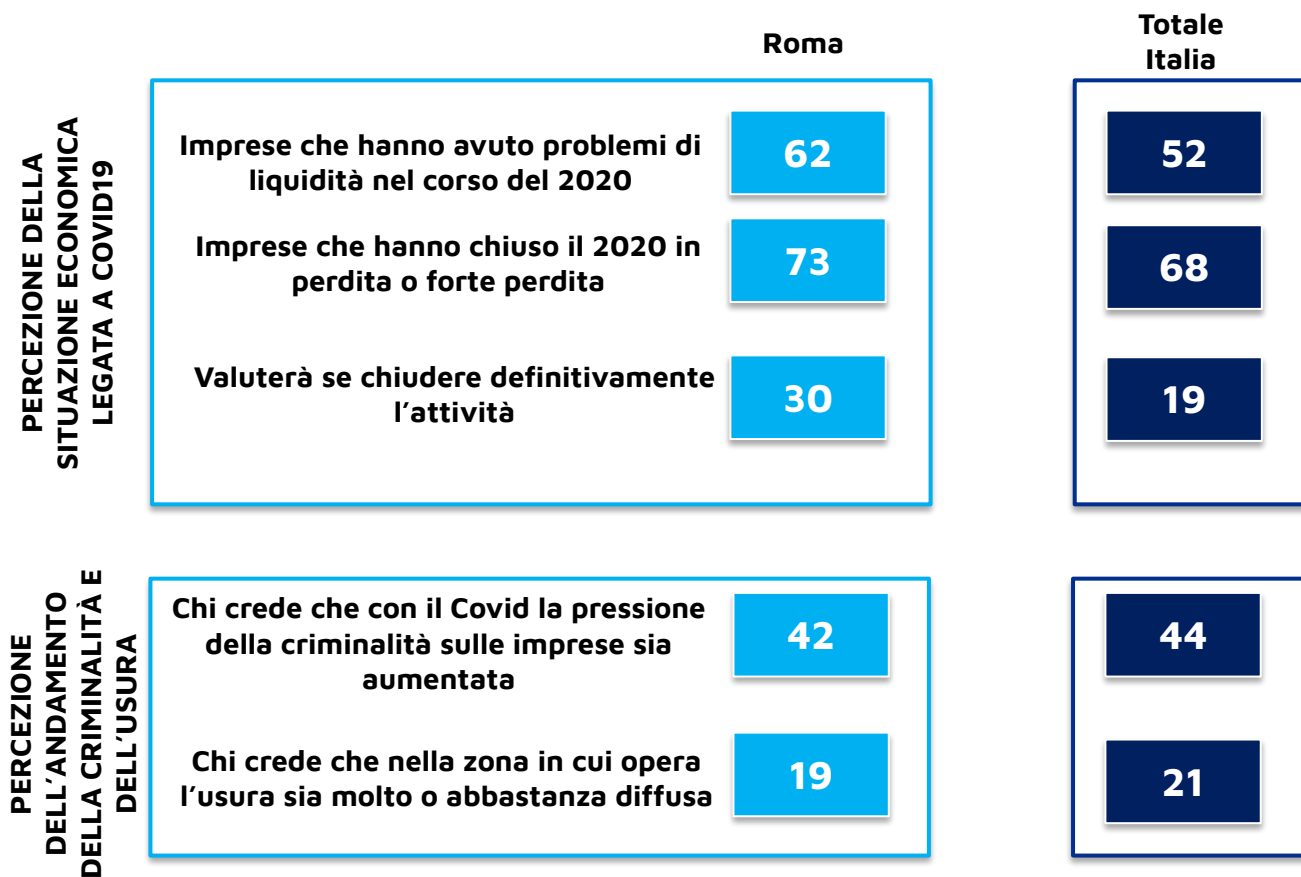 Roma
Totale
Italia
PERCEZIONE DELLA
SITUAZIONE ECONOMICA
LEGATA A COVID19
Imprese che hanno avuto problemi di
liquidità nel corso del 2020
62
52
Imprese che hanno chiuso il 2020 in
perdita o forte perdita
73
68
Valuterà se chiudere definitivamente
l’attività
30
19
PERCEZIONE
DELL’ANDAMENTO
DELLA CRIMINALITÀ E
DELL’USURA
Chi crede che con il Covid la pressione
della criminalità sulle imprese sia
aumentata
42
44
Chi crede che nella zona in cui opera
l’usura sia molto o abbastanza diffusa
19
21